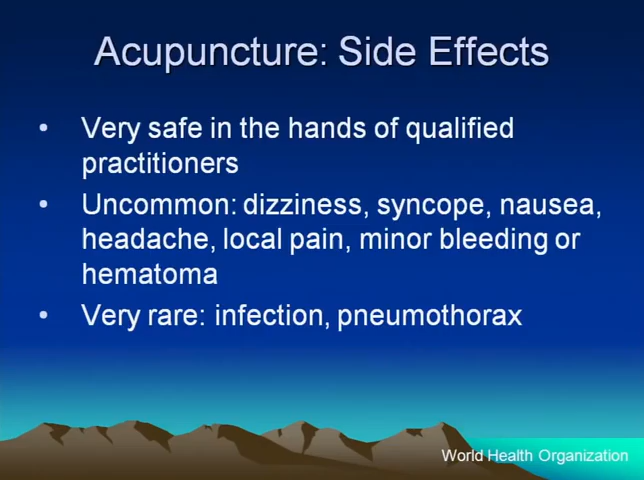 Acupuncture: Side Effects
• Very safe in the hands of qualified
practitioners
• Uncommon: dizziness, syncope, nausea,
headache, local pain, minor bleeding or
hematoma
• Very rare: infection, pneumothorax
World Health Organization